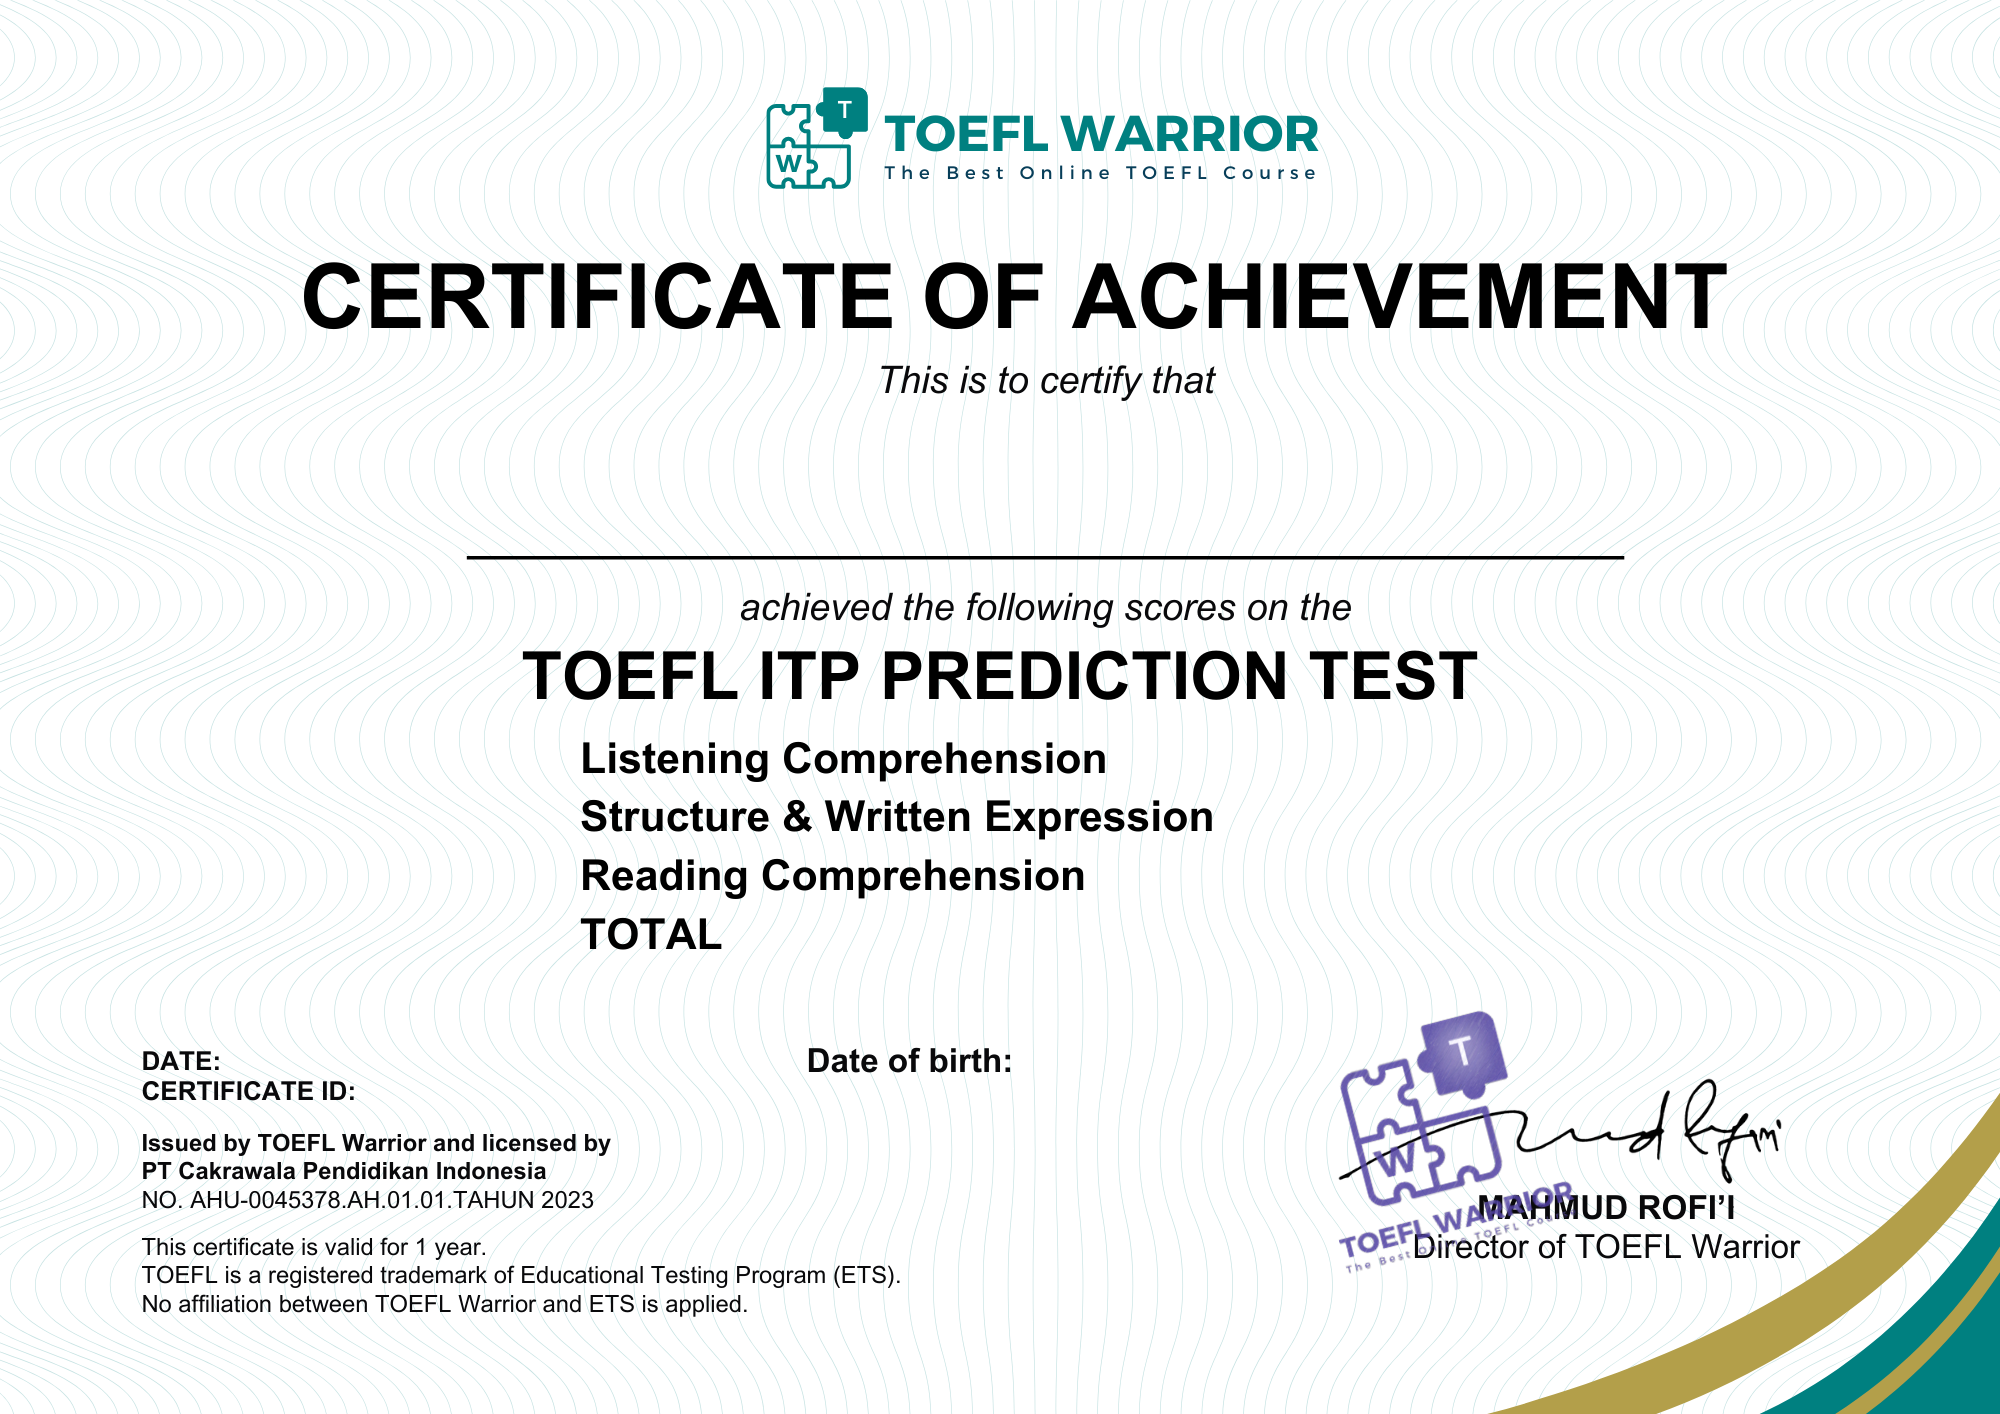 T
W
TOEFL WARRIOR
The Best Online TOEFL Course
CERTIFICATE OF ACHIEVEMENT
This is to certify that
achieved the following scores on the
TOEFL ITP PREDICTION TEST
Listening Comprehension
Structure & Written Expression
Reading Comprehension
TOTAL
DATE:
CERTIFICATE ID:
Date of birth:
Issued by TOEFL Warrior and licensed by
PT Cakrawala Pendidikan Indonesia
NO. AHU-0045378.AH.01.01.TAHUN 2023
This certificate is valid for 1 year.
TOEFL is a registered trademark of Educational Testing Program (ETS).
No affiliation between TOEFL Warrior and ETS is applied.
T
W
TOEFL WARRIOR
The Best Online TOEFL Course
MAHMUD ROFI’I
Director of TOEFL Warrior